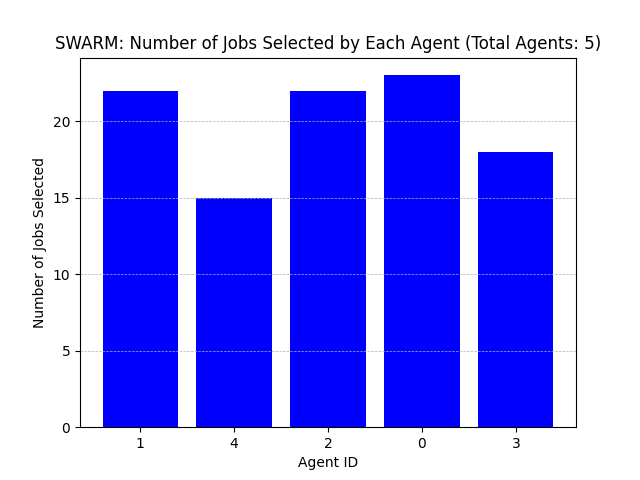 SWARM: Number of Jobs Selected by Each Agent (Total Agents: 5)
Number of Jobs Selected
20
15
10
5
0
1 4 2 0 3
Agent ID